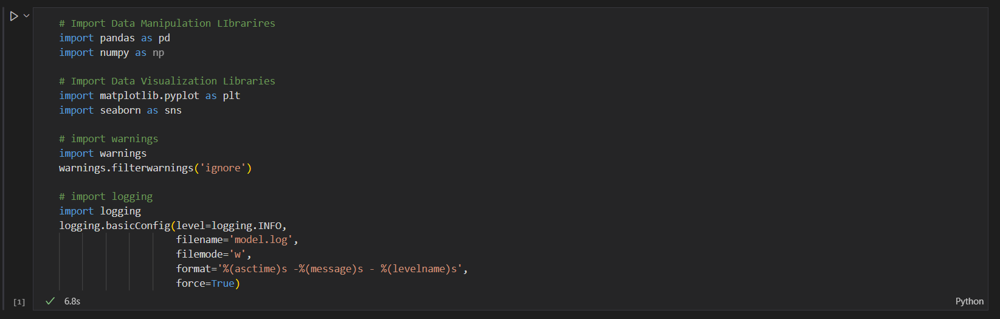 # Import Data Manipulation LIbrarires
import pandas as pd
import numpy as np
# Import Data Visualization Libraries
import matplotlib.pyplot as plt
import seaborn as sns
# import warnings
import warnings
warnings.filterwarnings('ignore')
# import logging
import logging
logging.basicConfig(level=logging.INFO,
filename='model.log',
filemode='w',
format='%(asctime)s -%(message)s - %(levelname)s',
force=True)
[1] 6.8s Python